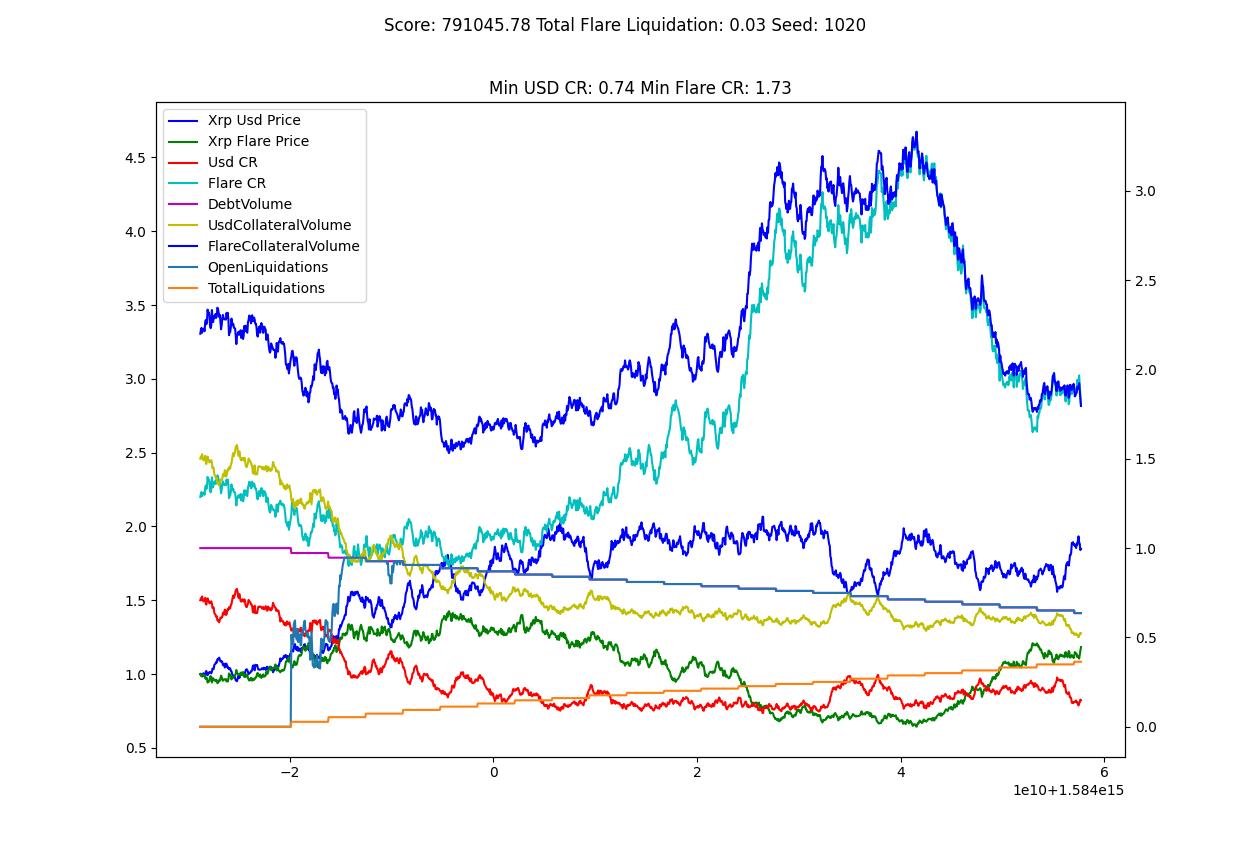 Score: 791045.78 Total Flare Liquidation: 0.03 Seed: 1020
Min USD CR: 0.74 Min Flare CR: 1.73
Xrp Usd Price
Xrp Flare Price
Usd CR
Flare CR
DebtVolume
UsdCollateralVolume
FlareCollateralVolume
OpenLiquidations
TotalLiquidations
4.5
4.0
3.5
3.0
2.5
2.0
1.5
1.0
0.5
3.0
2.5
2.0
1.5
1.0
0.5
0.0
−2
0
2
4
6
1e10+1.584e15